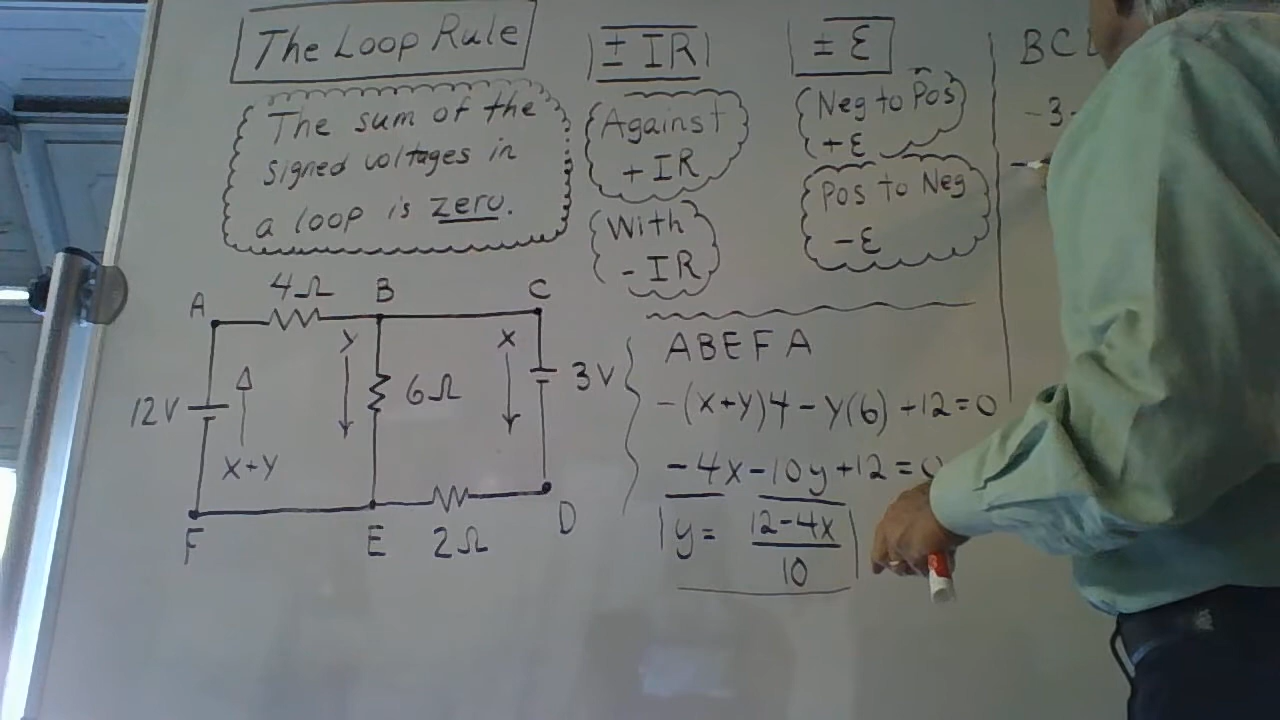 The Loop Rule
The sum of the
signed voltages in
a loop is zero.
± IR
Against
+ IR
With
- IR
± ℰ
Neg to Pos
+ ℰ
Pos to Neg
- ℰ
A
4Ω
B
C
12V
X+Y
Y
6Ω
X
3V
F
E
2Ω
D
ABEFA
-(X+Y)4 - Y(6) +12 = 0
-4x - 10y + 12 = 0
y = 12-4x
10
BC
-3